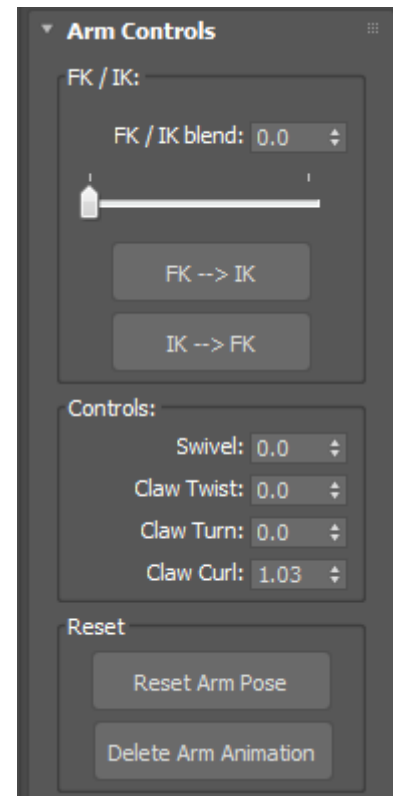 Arm Controls
FK / IK:
FK / IK blend: 0.0
FK --> IK
IK --> FK
Controls:
Swivel: 0.0
Claw Twist: 0.0
Claw Turn: 0.0
Claw Curl: 1.03
Reset
Reset Arm Pose
Delete Arm Animation